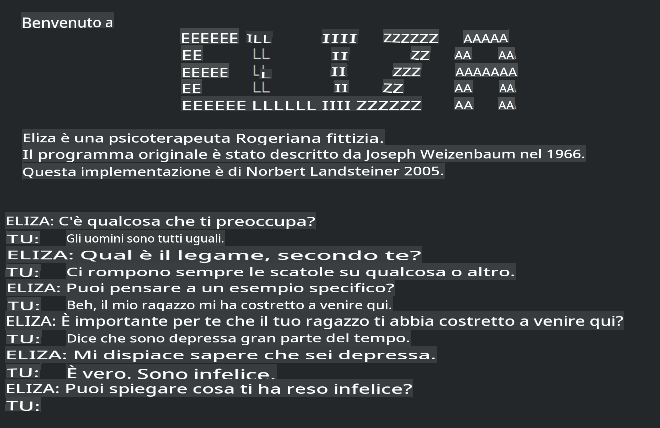 Benvenuto a
EEEEEE ILL IIII ZZZZZZ AAAAA
EE LL II ZZ AA AA
EEEEE LL II ZZZ AAAAAAA
EE LL II ZZ AA AA
EEEEEE LLLLLL IIII ZZZZZZ AA AA
Eliza è una psicoterapeuta Rogeriana fittizia.
Il programma originale è stato descritto da Joseph Weizenbaum nel 1966.
Questa implementazione è di Norbert Landsteiner 2005.
ELIZA: C'è qualcosa che ti preoccupa?
TU: Gli uomini sono tutti uguali.
ELIZA: Qual è il legame, secondo te?
TU: Ci rompono sempre le scatole su qualcosa o altro.
ELIZA: Puoi pensare a un esempio specifico?
TU: Beh, il mio ragazzo mi ha costretto a venire qui.
ELIZA: È importante per te che il tuo ragazzo ti abbia costretto a venire qui?
TU: Dice che sono depressa gran parte del tempo.
ELIZA: Mi dispiace sapere che sei depressa.
TU: È vero. Sono infelice.
ELIZA: Puoi spiegare cosa ti ha reso infelice?
TU: